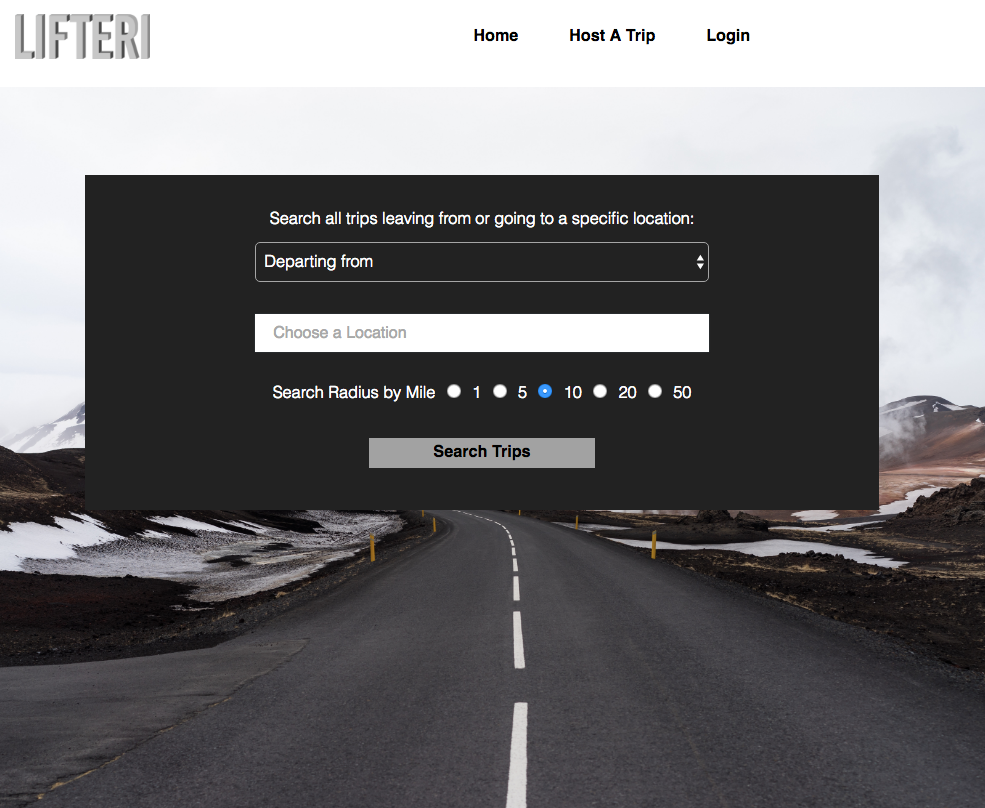 LIFTERI
Home Host A Trip Login
Search all trips leaving from or going to a specific location:
Departing from
Choose a Location
Search Radius by Mile 1 5 10 20 50
Search Trips